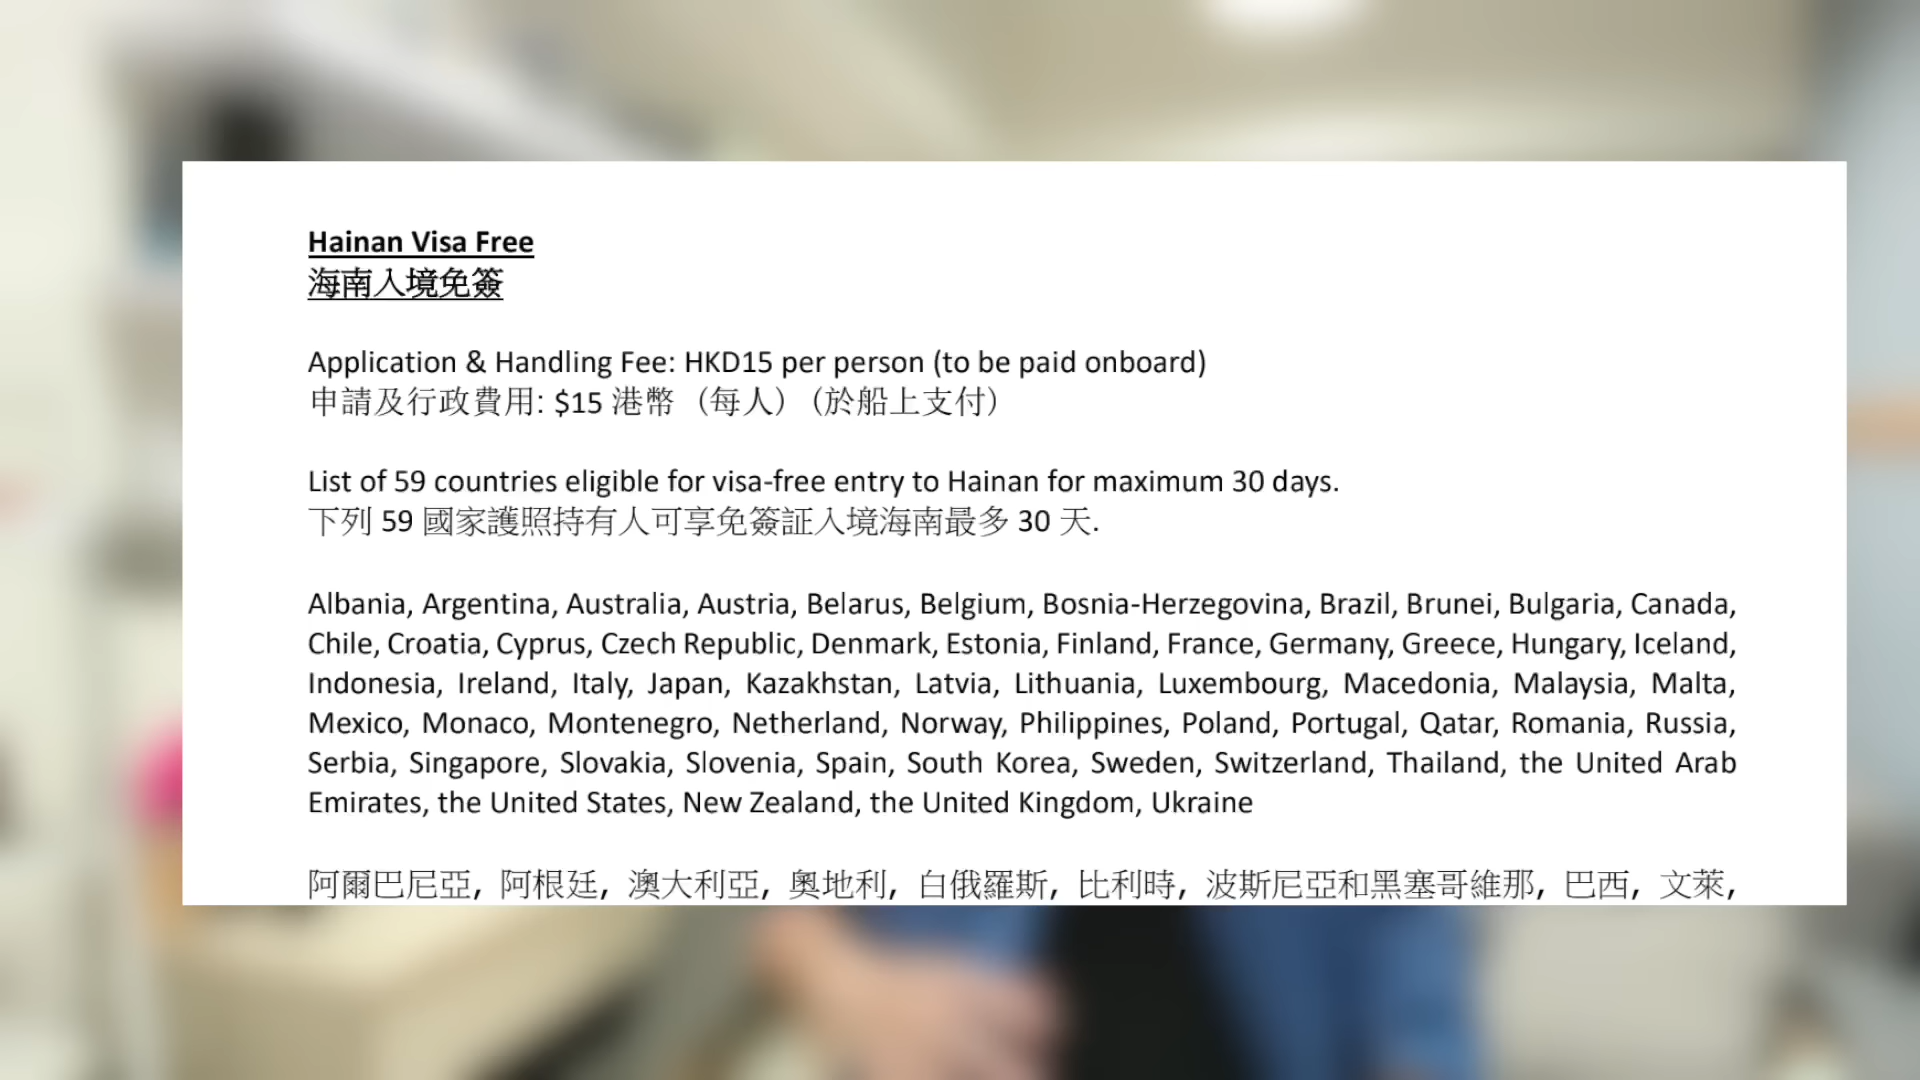 Hainan Visa Free
海南入境免簽
Application & Handling Fee: HKD15 per person (to be paid onboard)
申請及行政費用: $15 港幣 (每人) (於船上支付)
List of 59 countries eligible for visa-free entry to Hainan for maximum 30 days.
下列 59 國家護照持有人可享免簽証入境海南最多 30 天.
Albania, Argentina, Australia, Austria, Belarus, Belgium, Bosnia-Herzegovina, Brazil, Brunei, Bulgaria, Canada,
Chile, Croatia, Cyprus, Czech Republic, Denmark, Estonia, Finland, France, Germany, Greece, Hungary, Iceland,
Indonesia, Ireland, Italy, Japan, Kazakhstan, Latvia, Lithuania, Luxembourg, Macedonia, Malaysia, Malta,
Mexico, Monaco, Montenegro, Netherland, Norway, Philippines, Poland, Portugal, Qatar, Romania, Russia,
Serbia, Singapore, Slovakia, Slovenia, Spain, South Korea, Sweden, Switzerland, Thailand, the United Arab
Emirates, the United States, New Zealand, the United Kingdom, Ukraine
阿爾巴尼亞, 阿根廷, 澳大利亞, 奧地利, 白俄羅斯, 比利時, 波斯尼亞和黑塞哥維那, 巴西, 文萊,